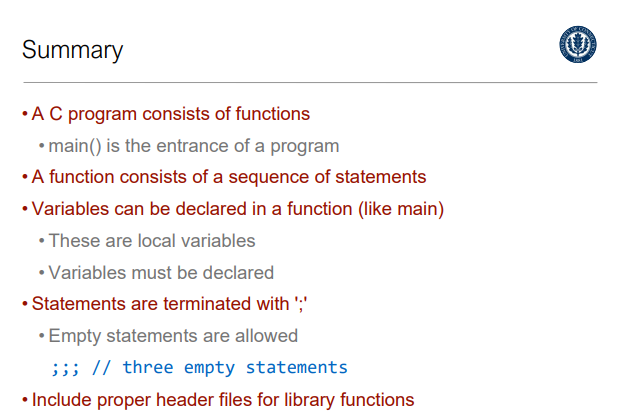 Summary
• A C program consists of functions
• main() is the entrance of a program
• A function consists of a sequence of statements
• Variables can be declared in a function (like main)
• These are local variables
• Variables must be declared
• Statements are terminated with ';'
• Empty statements are allowed
;;; // three empty statements
• Include proper header files for library functions